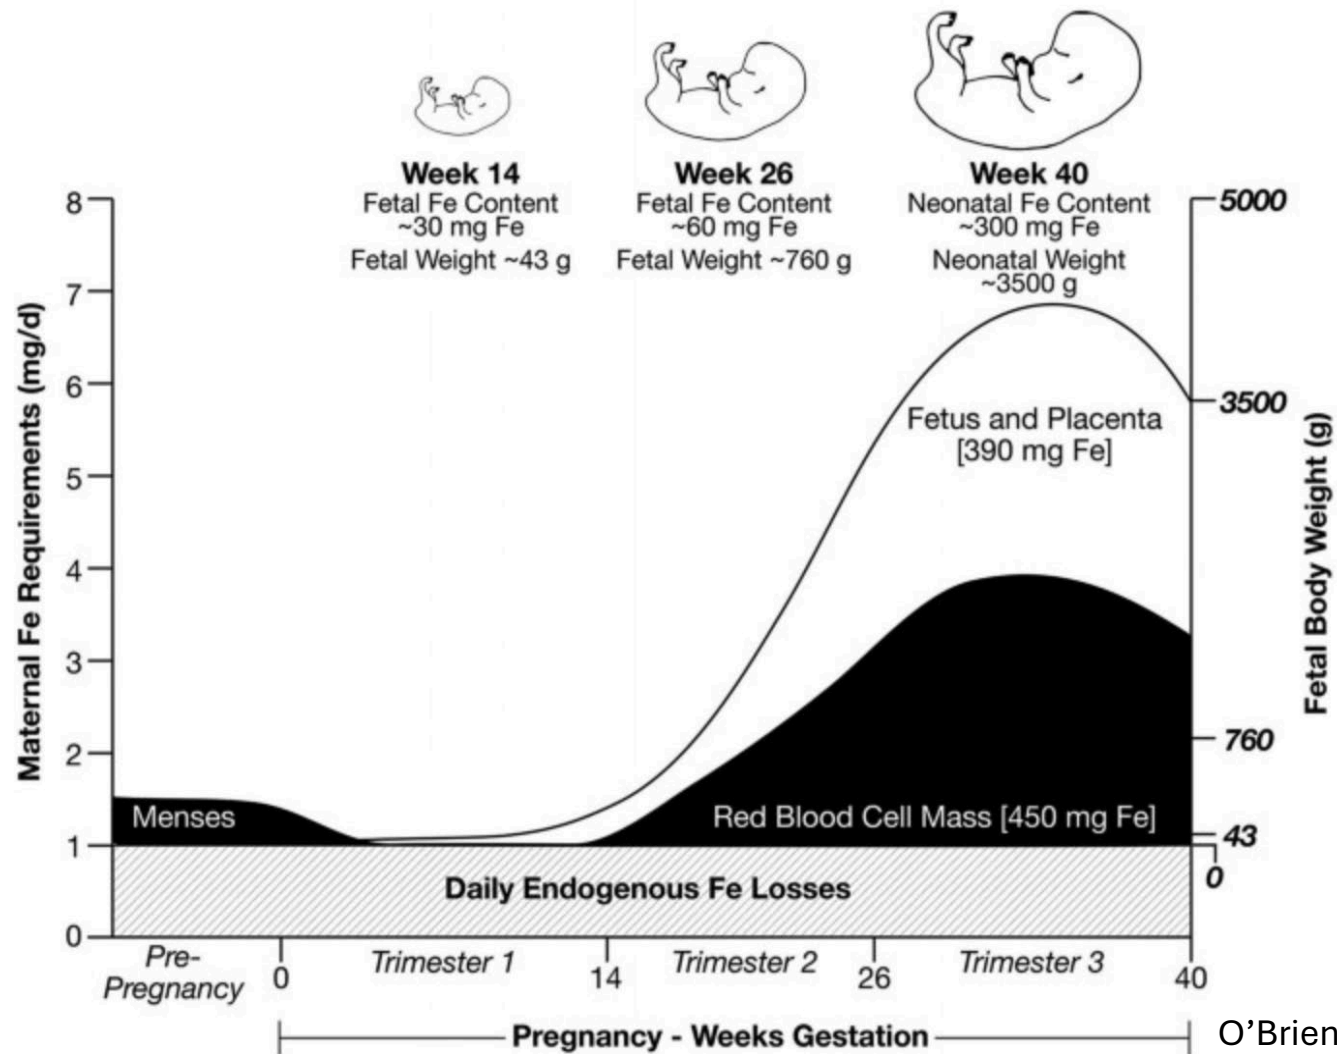 Week 14
Fetal Fe Content
~30 mg Fe
Fetal Weight ~43 g
Week 26
Fetal Fe Content
~60 mg Fe
Fetal Weight ~760 g
Week 40
Neonatal Fe Content
~300 mg Fe
Neonatal Weight
~3500 g
Maternal Fe Requirements (mg/d)
8
7
6
5
4
3
2
1
0
Fetus and Placenta
[390 mg Fe]
Menses
Red Blood Cell Mass [450 mg Fe]
Daily Endogenous Fe Losses
5000
3500
760
43
0
Fetal Body Weight (g)
Pre-
Pregnancy
0
Trimester 1
14
Trimester 2
26
Trimester 3
40
Pregnancy - Weeks Gestation
O’Brien